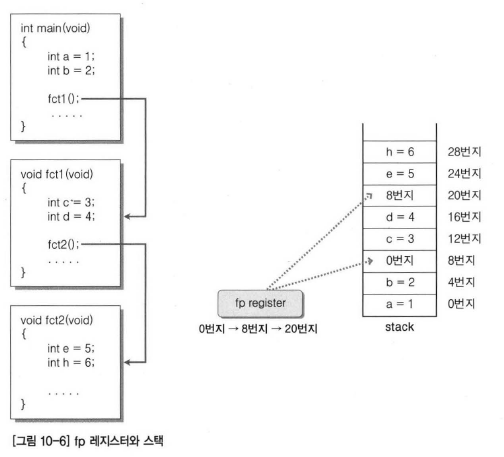 int main(void)
{
int a = 1;
int b = 2;
fct1();
. . . . .
}
void fct1(void)
{
int c = 3;
int d = 4;
fct2();
. . . . .
}
void fct2(void)
{
int e = 5;
int h = 6;
. . . . .
}
h = 6 28번지
e = 5 24번지
8번지 20번지
d = 4 16번지
c = 3 12번지
0번지 8번지
b = 2 4번지
a = 1 0번지
stack
fp register
0번지 → 8번지 → 20번지
[그림 10-6] fp 레지스터와 스택